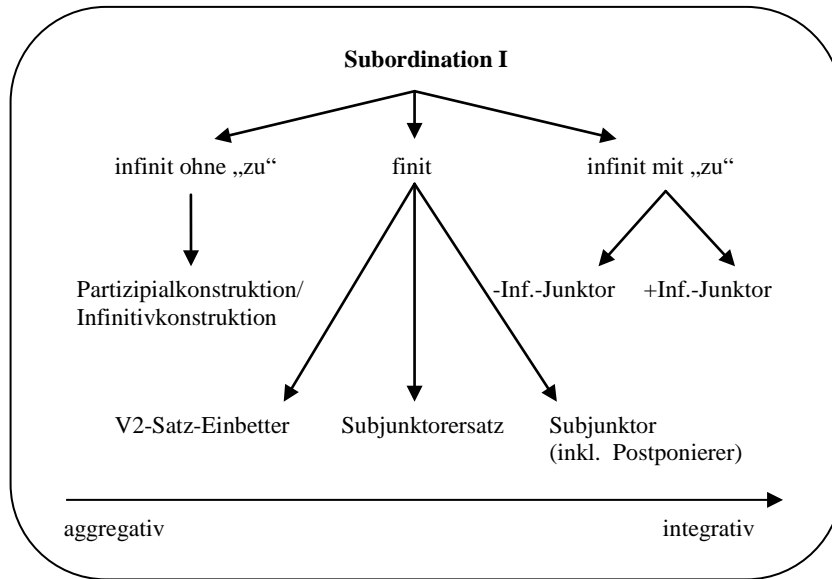 Subordination I
infinit ohne „zu“
finit
infinit mit „zu“
Partizipialkonstruktion/
Infinitivkonstruktion
-Inf.-Junktor
+Inf.-Junktor
V2-Satz-Einbetter
Subjunktorersatz
Subjunktor
(inkl. Postponierer)
aggregativ
integrativ